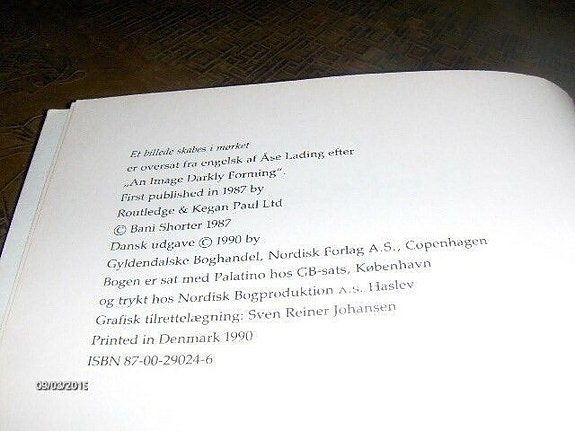 Et billede skabes i mørket
er oversat fra engelsk af Åse Lading efter
„An Image Darkly Forming".
First published in 1987 by
Routledge & Kegan Paul Ltd
© Bani Shorter 1987
Dansk udgave © 1990 by
Gyldendalske Boghandel, Nordisk Forlag A.S., Copenhagen
Bogen er sat med Palatino hos GB-sats, København
og trykt hos Nordisk Bogproduktion A.S. Haslev
Grafisk tilrettelægning: Sven Reiner Johansen
Printed in Denmark 1990
ISBN 87-00-29024-6